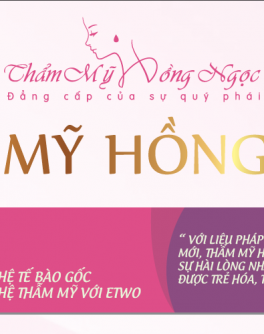 Thẩm Mỹ Hồng Ngọc
Đẳng cấp của sự quý phái
MỸ HỒNG
HỆ TẾ BÀO GỐC
HỆ THẨM MỸ VỚI ETWO
“ VỚI LIỆU PHÁP
MỚI, THẨM MỸ H
SỰ HÀI LÒNG NH
ĐƯỢC TRẺ HÓA, T